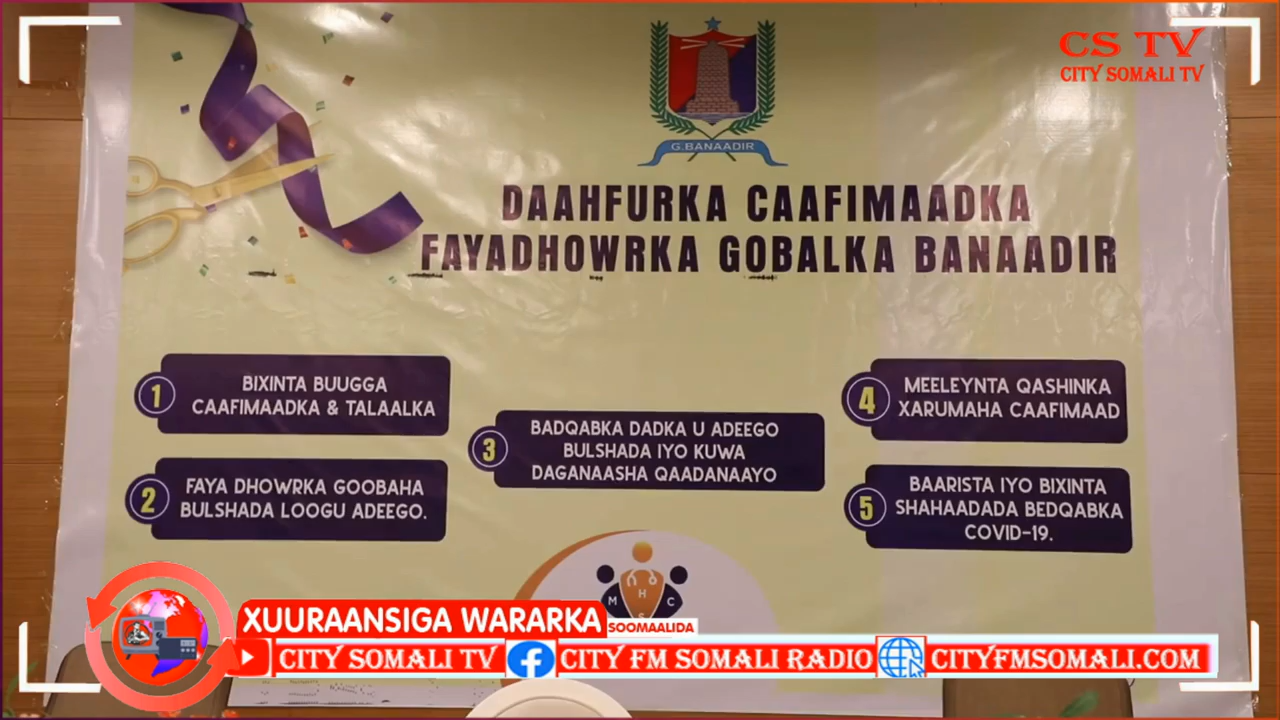 CS TV
CITY SOMALI TV
G.BANAADIR
DAAHFURKA CAAFIMAADKA
FAYADHOWRKA GOBALKA BANAADIR
1
BIXINTA BUUGGA
CAAFIMAADKA & TALAALKA
2
FAYA DHOWRKA GOOBAHA
BULSHADA LOOGU ADEEGO.
3
BADQABKA DADKA U ADEEGO
BULSHADA IYO KUWA
DAGANAASHA QAADANAAYO
4
MEELEYNTA QASHINKA
XARUMAHA CAAFIMAAD
5
BAARISTA IYO BIXINTA
SHAHAADADA BEDQABKA
COVID-19.
M H C
S
XUURAANSIGA WARARKA
SOOMAALIDA
CITY SOMALI TV
CITY FM SOMALI RADIO
CITYFMSOMALI.COM